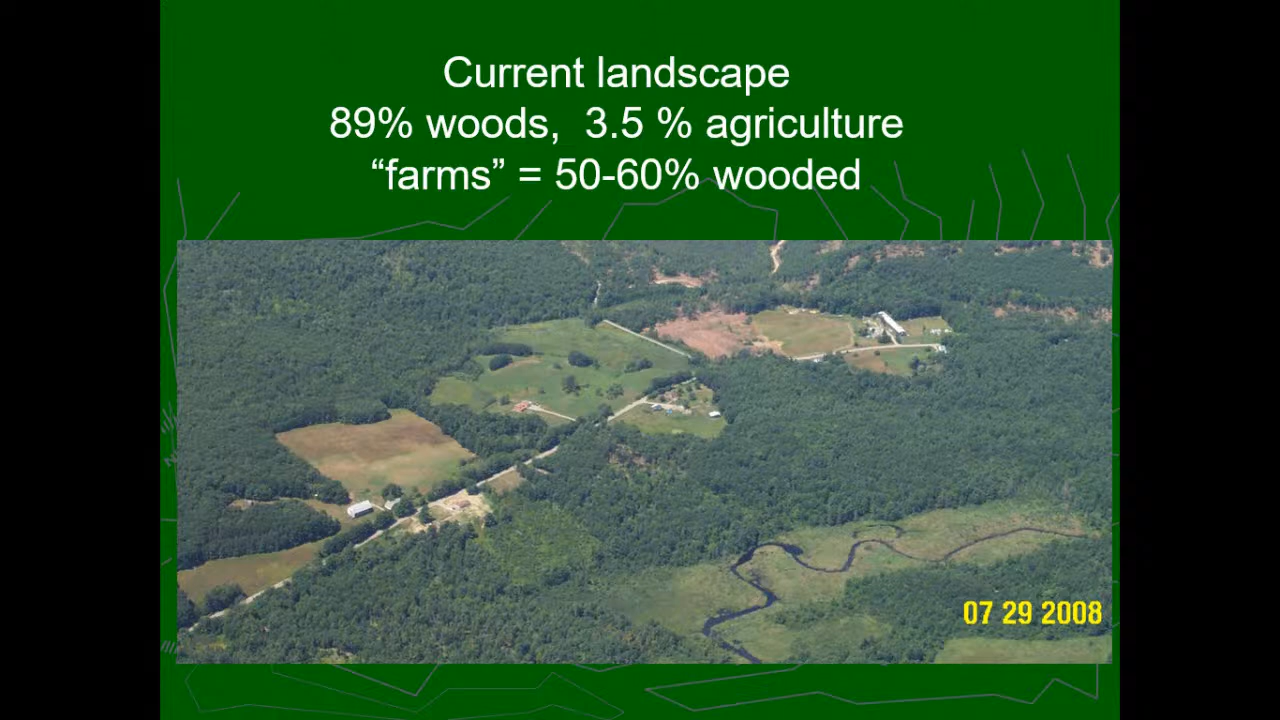 Current landscape
89% woods,  3.5 % agriculture
“farms” = 50-60% wooded
07 29 2008